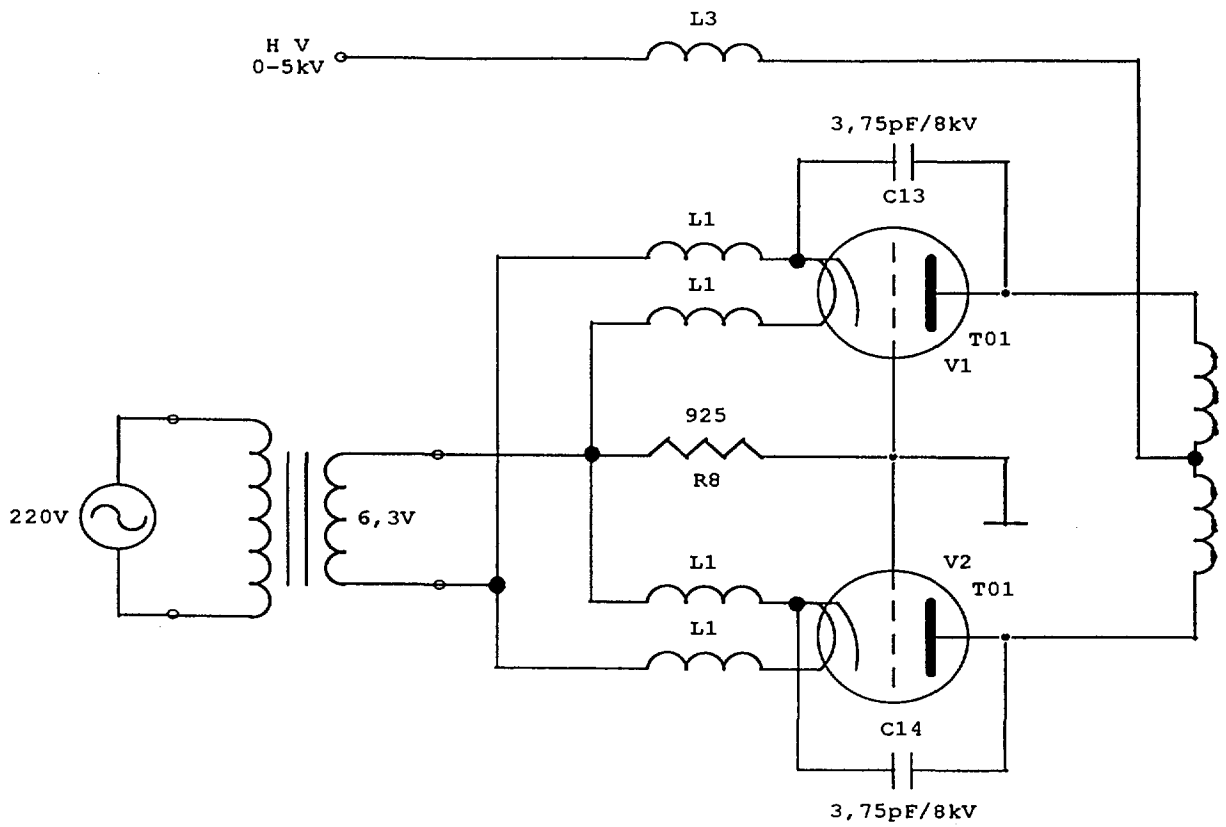 L3
H V
0-5kV
3,75pF/8kV
C13
L1
L1
T01
V1
925
R8
220V
6,3V
L1
V2
T01
L1
C14
3,75pF/8kV